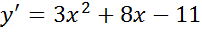 y′ = 3x² + 8x − 11